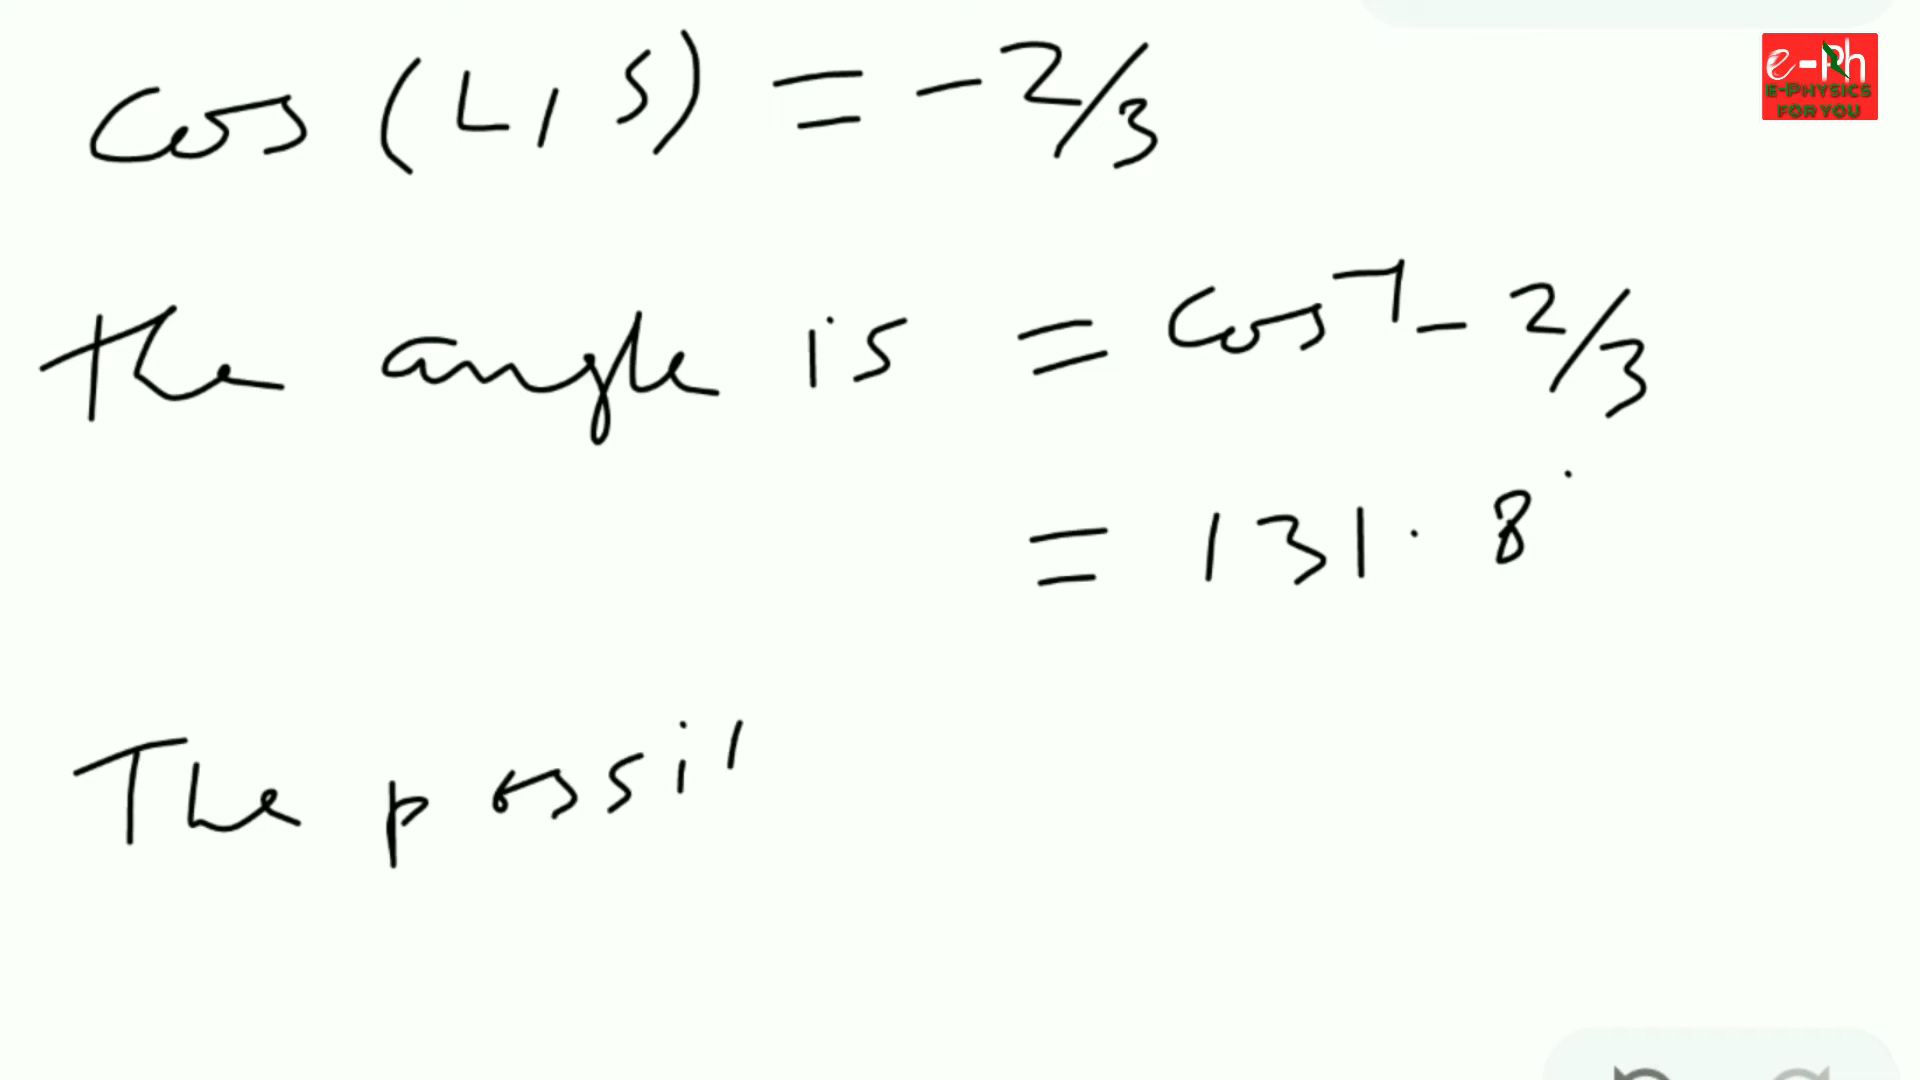 e-Ph
E-PHYSICS
FOR YOU
cos (L, S) = - 2/3
the angle is = cos⁻¹ - 2/3
= 131.8°
The possi